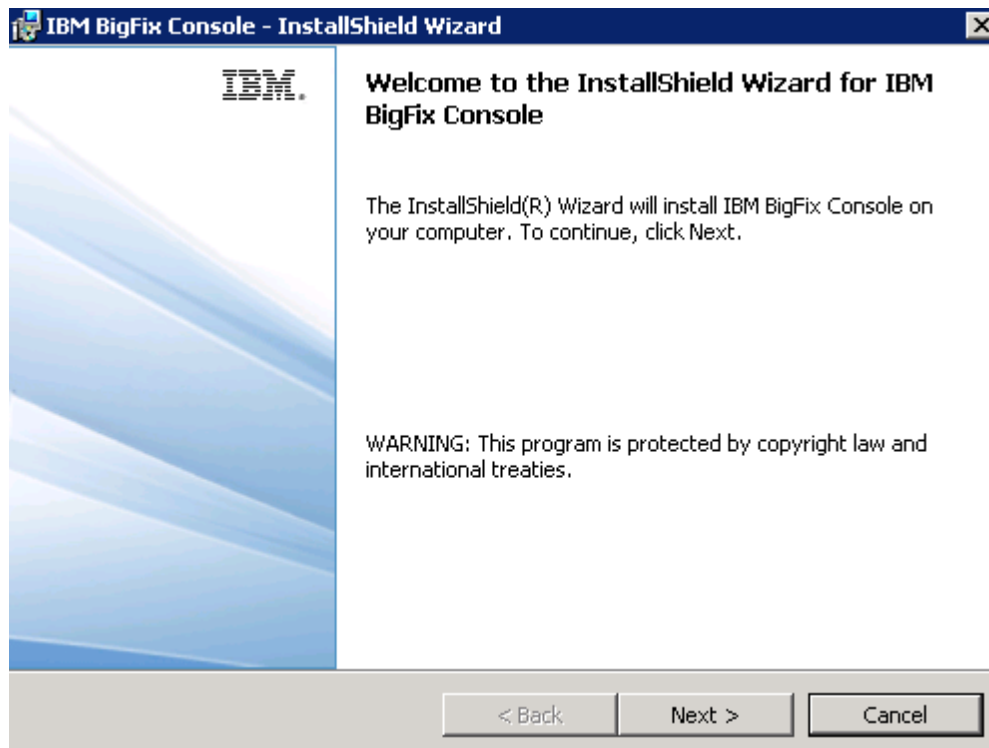 IBM BigFix Console - InstallShield Wizard
IBM.
Welcome to the InstallShield Wizard for IBM
BigFix Console
The InstallShield(R) Wizard will install IBM BigFix Console on
your computer. To continue, click Next.
WARNING: This program is protected by copyright law and
international treaties.
< Back
Next >
Cancel